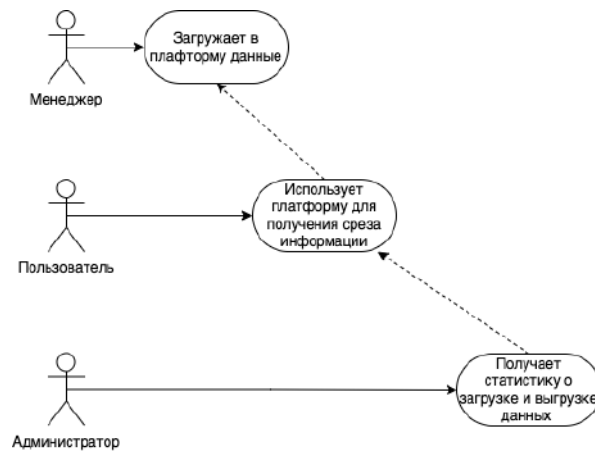 Загружает в
плафторму данные
Менеджер
Использует
платформу для
получения среза
информации
Пользователь
Получает
статистику о
загрузке и выгрузке
данных
Администратор